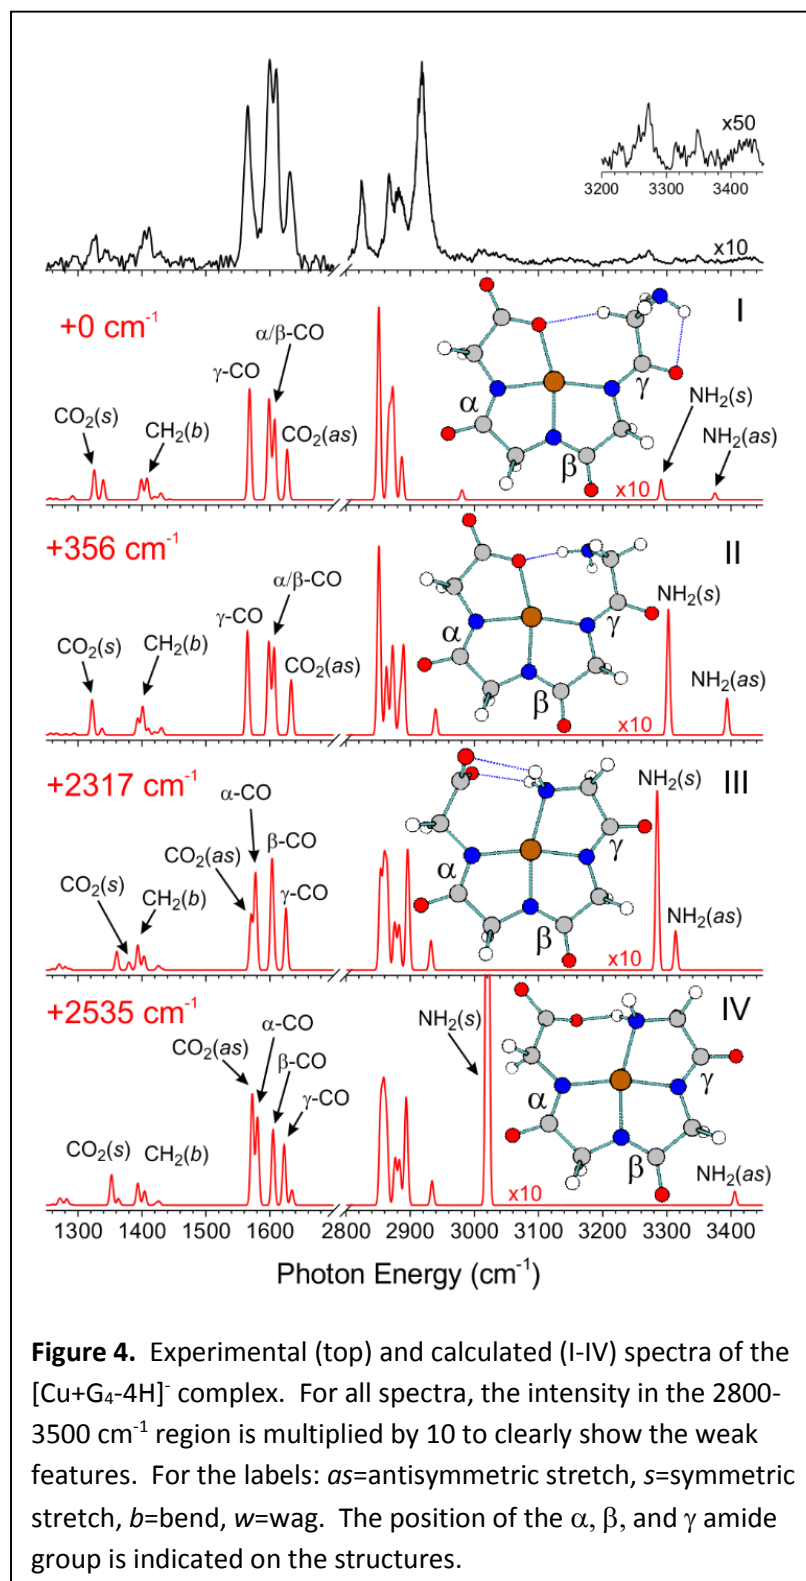 x50
3200 3300 3400
x10
+0 cm⁻¹
I
α/β-CO
γ-CO
CO₂(s)
CH₂(b)
CO₂(as)
α
β
γ
NH₂(s)
NH₂(as)
x10
+356 cm⁻¹
II
α/β-CO
γ-CO
CO₂(s)
CH₂(b)
CO₂(as)
α
β
γ
NH₂(s)
NH₂(as)
x10
+2317 cm⁻¹
III
α-CO
β-CO
CO₂(as)
γ-CO
CO₂(s)
CH₂(b)
α
β
γ
NH₂(s)
NH₂(as)
x10
+2535 cm⁻¹
IV
α-CO
CO₂(as)
β-CO
γ-CO
CO₂(s)
CH₂(b)
NH₂(s)
α
β
γ
NH₂(as)
x10
1300 1400 1500 1600 2800 2900 3000 3100 3200 3300 3400
Photon Energy (cm⁻¹)
Figure 4. Experimental (top) and calculated (I-IV) spectra of the
[Cu+G₄-4H]⁻ complex. For all spectra, the intensity in the 2800-
3500 cm⁻¹ region is multiplied by 10 to clearly show the weak
features. For the labels: as=antisymmetric stretch, s=symmetric
stretch, b=bend, w=wag. The position of the α, β, and γ amide
group is indicated on the structures.